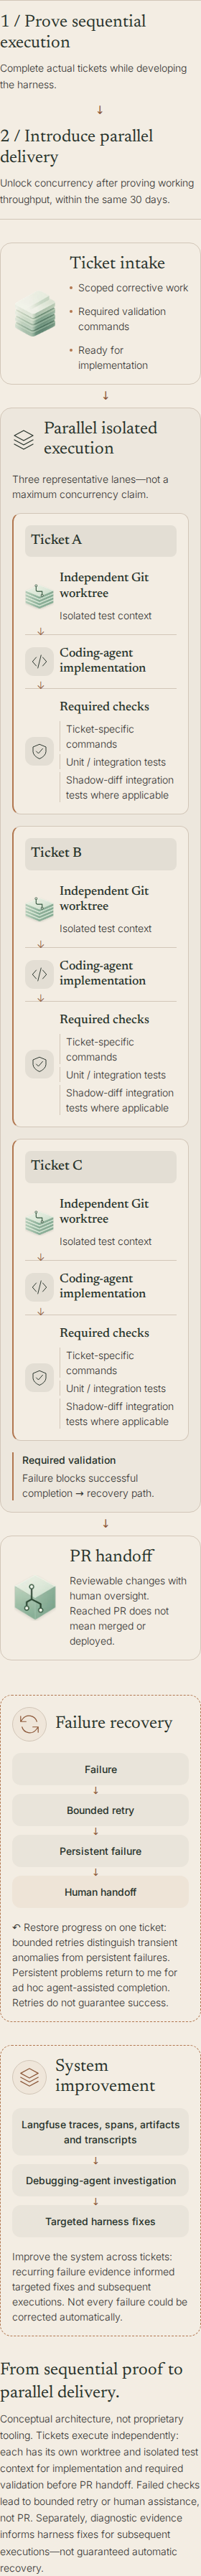 1 / Prove sequential
execution
Complete actual tickets while developing
the harness.
↓
2 / Introduce parallel
delivery
Unlock concurrency after proving working
throughput, within the same 30 days.
Ticket intake
• Scoped corrective work
• Required validation
commands
• Ready for
implementation
↓
Parallel isolated
execution
Three representative lanes—not a
maximum concurrency claim.
Ticket A
Independent Git
worktree
Isolated test context
↓
Coding-agent
implementation
↓
Required checks
Ticket-specific
commands
Unit / integration tests
Shadow-diff integration
tests where applicable
Ticket B
Independent Git
worktree
Isolated test context
↓
Coding-agent
implementation
↓
Required checks
Ticket-specific
commands
Unit / integration tests
Shadow-diff integration
tests where applicable
Ticket C
Independent Git
worktree
Isolated test context
↓
Coding-agent
implementation
↓
Required checks
Ticket-specific
commands
Unit / integration tests
Shadow-diff integration
tests where applicable
Required validation
Failure blocks successful
completion → recovery path.
↓
PR handoff
Reviewable changes with
human oversight.
Reached PR does not
mean merged or
deployed.
Failure recovery
Failure
↓
Bounded retry
↓
Persistent failure
↓
Human handoff
↶ Restore progress on one ticket:
bounded retries distinguish transient
anomalies from persistent failures.
Persistent problems return to me for
ad hoc agent-assisted completion.
Retries do not guarantee success.
System
improvement
Langfuse traces, spans, artifacts
and transcripts
↓
Debugging-agent investigation
↓
Targeted harness fixes
Improve the system across tickets:
recurring failure evidence informed
targeted fixes and subsequent
executions. Not every failure could be
corrected automatically.
From sequential proof to
parallel delivery.
Conceptual architecture, not proprietary
tooling. Tickets execute independently:
each has its own worktree and isolated test
context for implementation and required
validation before PR handoff. Failed checks
lead to bounded retry or human assistance,
not PR. Separately, diagnostic evidence
informs harness fixes for subsequent
executions—not guaranteed automatic
recovery.